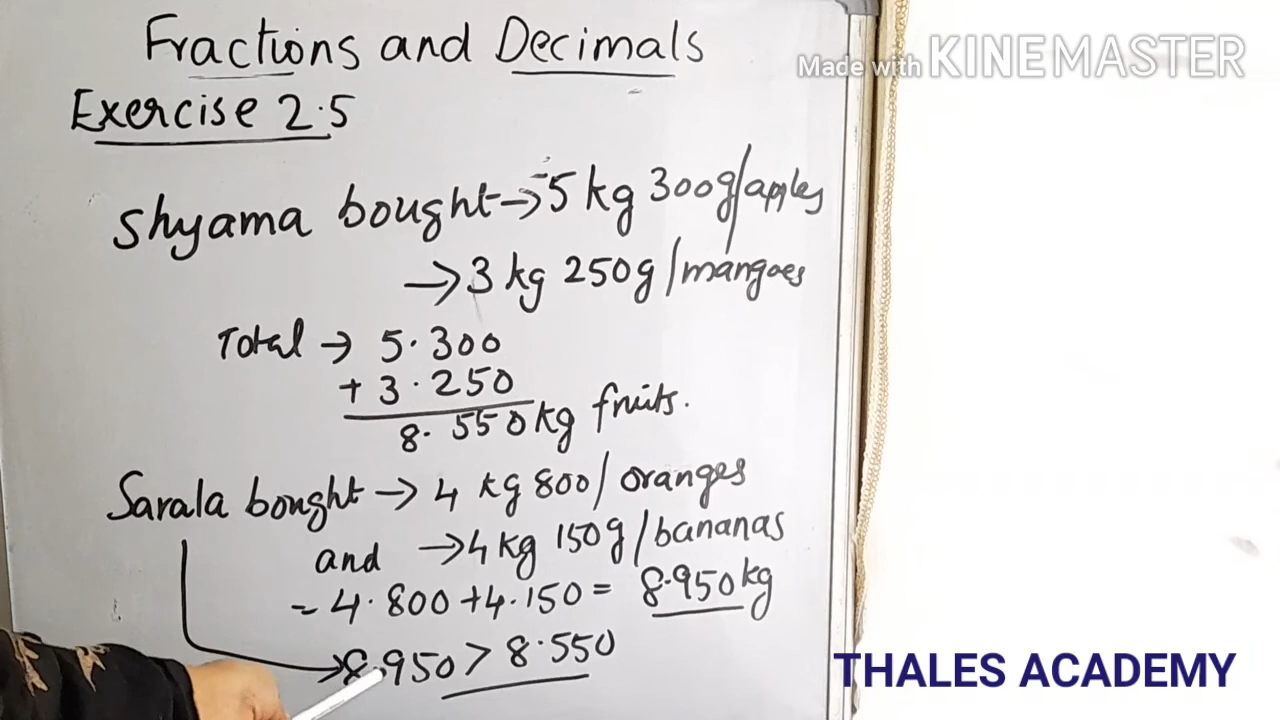 Fractions and Decimals
Made with KINEMASTER
Exercise 2.5
Shyama bought → 5 kg 300g/apples
→ 3 kg 250g/mangoes
Total → 5.300
+ 3.250
8.550kg fruits.
Sarala bought → 4 kg 800/oranges
and → 4 kg 150g/bananas
= 4.800 + 4.150 = 8.950 kg
→ 8.950 > 8.550
THALES ACADEMY